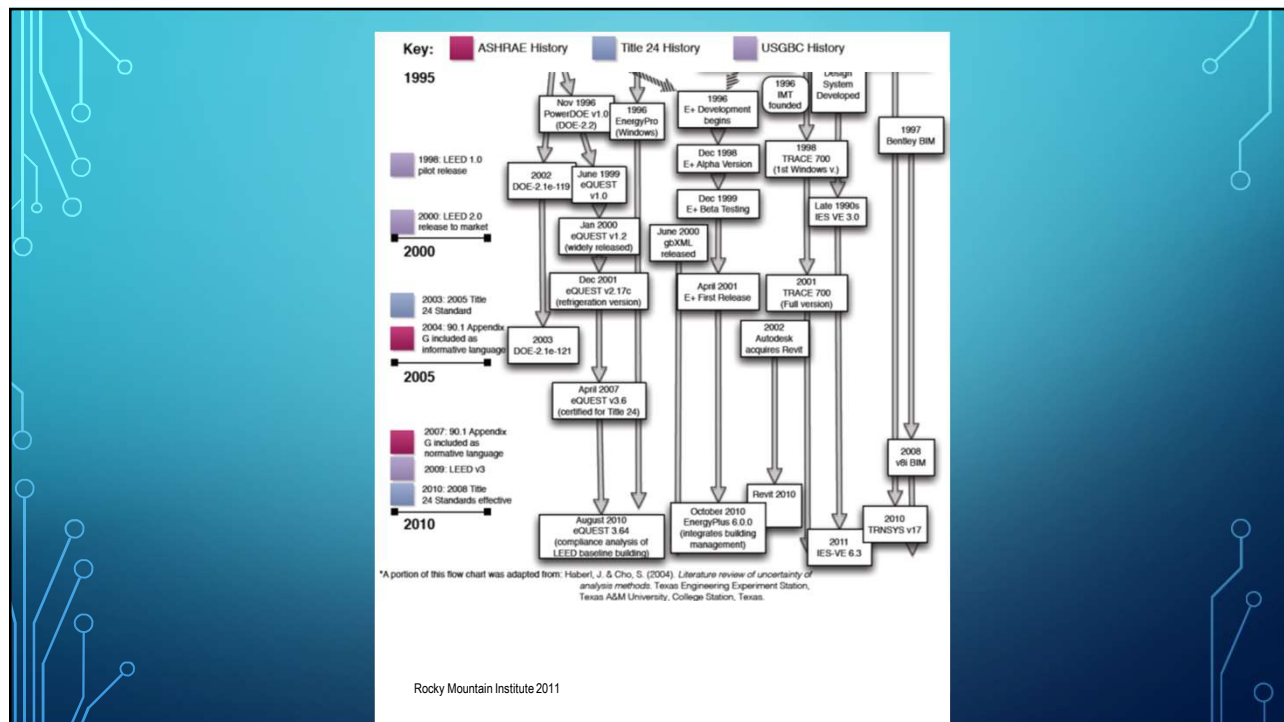 Key: ASHRAE History Title 24 History USGBC History
1995
1998: LEED 1.0
pilot release
2000: LEED 2.0
release to market
2000
2003: 2005 Title
24 Standard
2004: 90.1 Appendix
G included as
informative language
2005
2007: 90.1 Appendix
G included as
normative language
2009: LEED v3
2010: 2008 Title
24 Standards effective
2010
Nov 1996
PowerDOE v1.0
(DOE-2.2)
1996
EnergyPro
(Windows)
1996
E+ Development
begins
1996
IMT
founded
Design
System
Developed
1997
Bentley BIM
2002
DOE-2.1e-119
June 1999
eQUEST
v1.0
Dec 1998
E+ Alpha Version
1998
TRACE 700
(1st Windows v.)
Dec 1999
E+ Beta Testing
Late 1990s
IES VE 3.0
Jan 2000
eQUEST v1.2
(widely released)
June 2000
gbXML
released
Dec 2001
eQUEST v2.17c
(refrigeration version)
April 2001
E+ First Release
2001
TRACE 700
(Full version)
2003
DOE-2.1e-121
2002
Autodesk
acquires Revit
April 2007
eQUEST v3.6
(certified for Title 24)
2008
v8i BIM
Revit 2010
August 2010
eQUEST 3.64
(compliance analysis of
LEED baseline building)
October 2010
EnergyPlus 6.0.0
(integrates building
management)
2011
IES-VE 6.3
2010
TRNSYS v17
*A portion of this flow chart was adapted from: Haberl, J. & Cho, S. (2004). Literature review of uncertainty of
analysis methods. Texas Engineering Experiment Station,
Texas A&M University, College Station, Texas.
Rocky Mountain Institute 2011